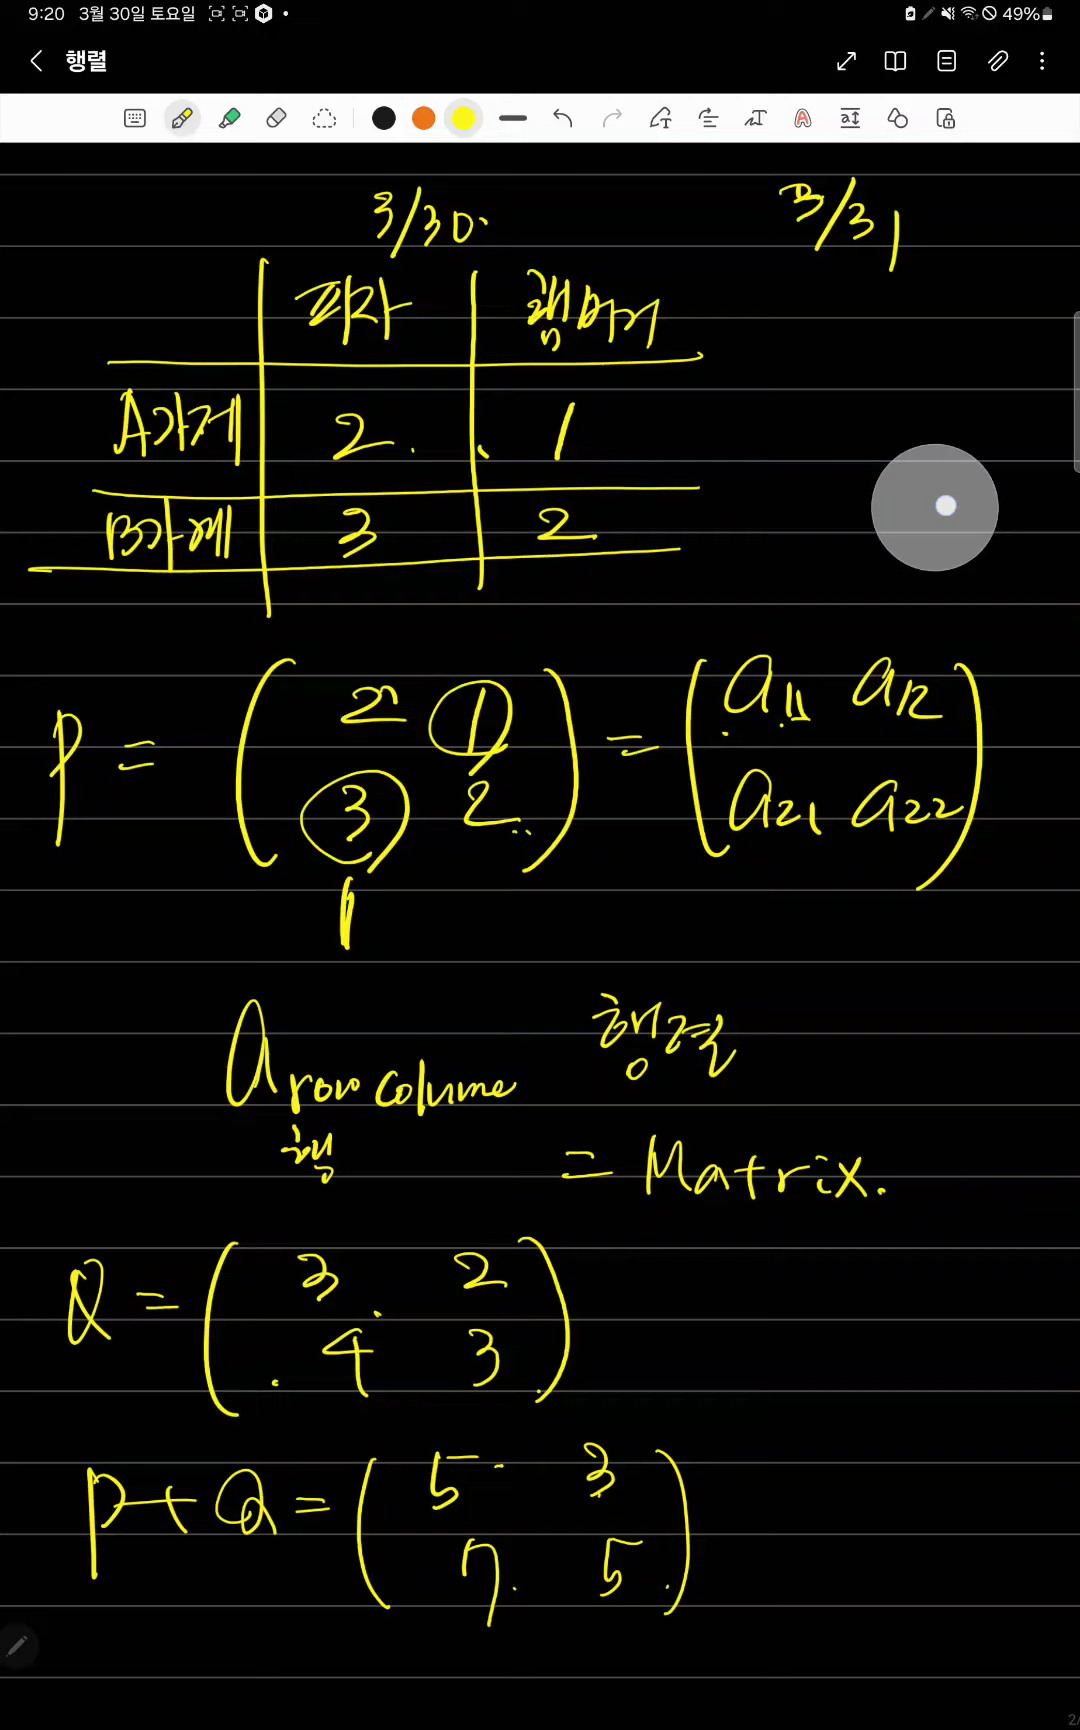 9:20 3월 30일 토요일 49%
행렬
3/30 3/31
피자 햄버거
A가게 2 1
B가게 3 2
P = ( 2 1 ) = ( a11 a12 )
( 3 2 ) ( a21 a22 )
a row column 행렬
행 = Matrix.
Q = ( 3 2 )
( 4 3 )
P+Q = ( 5 3 )
( 7 5 )
2/